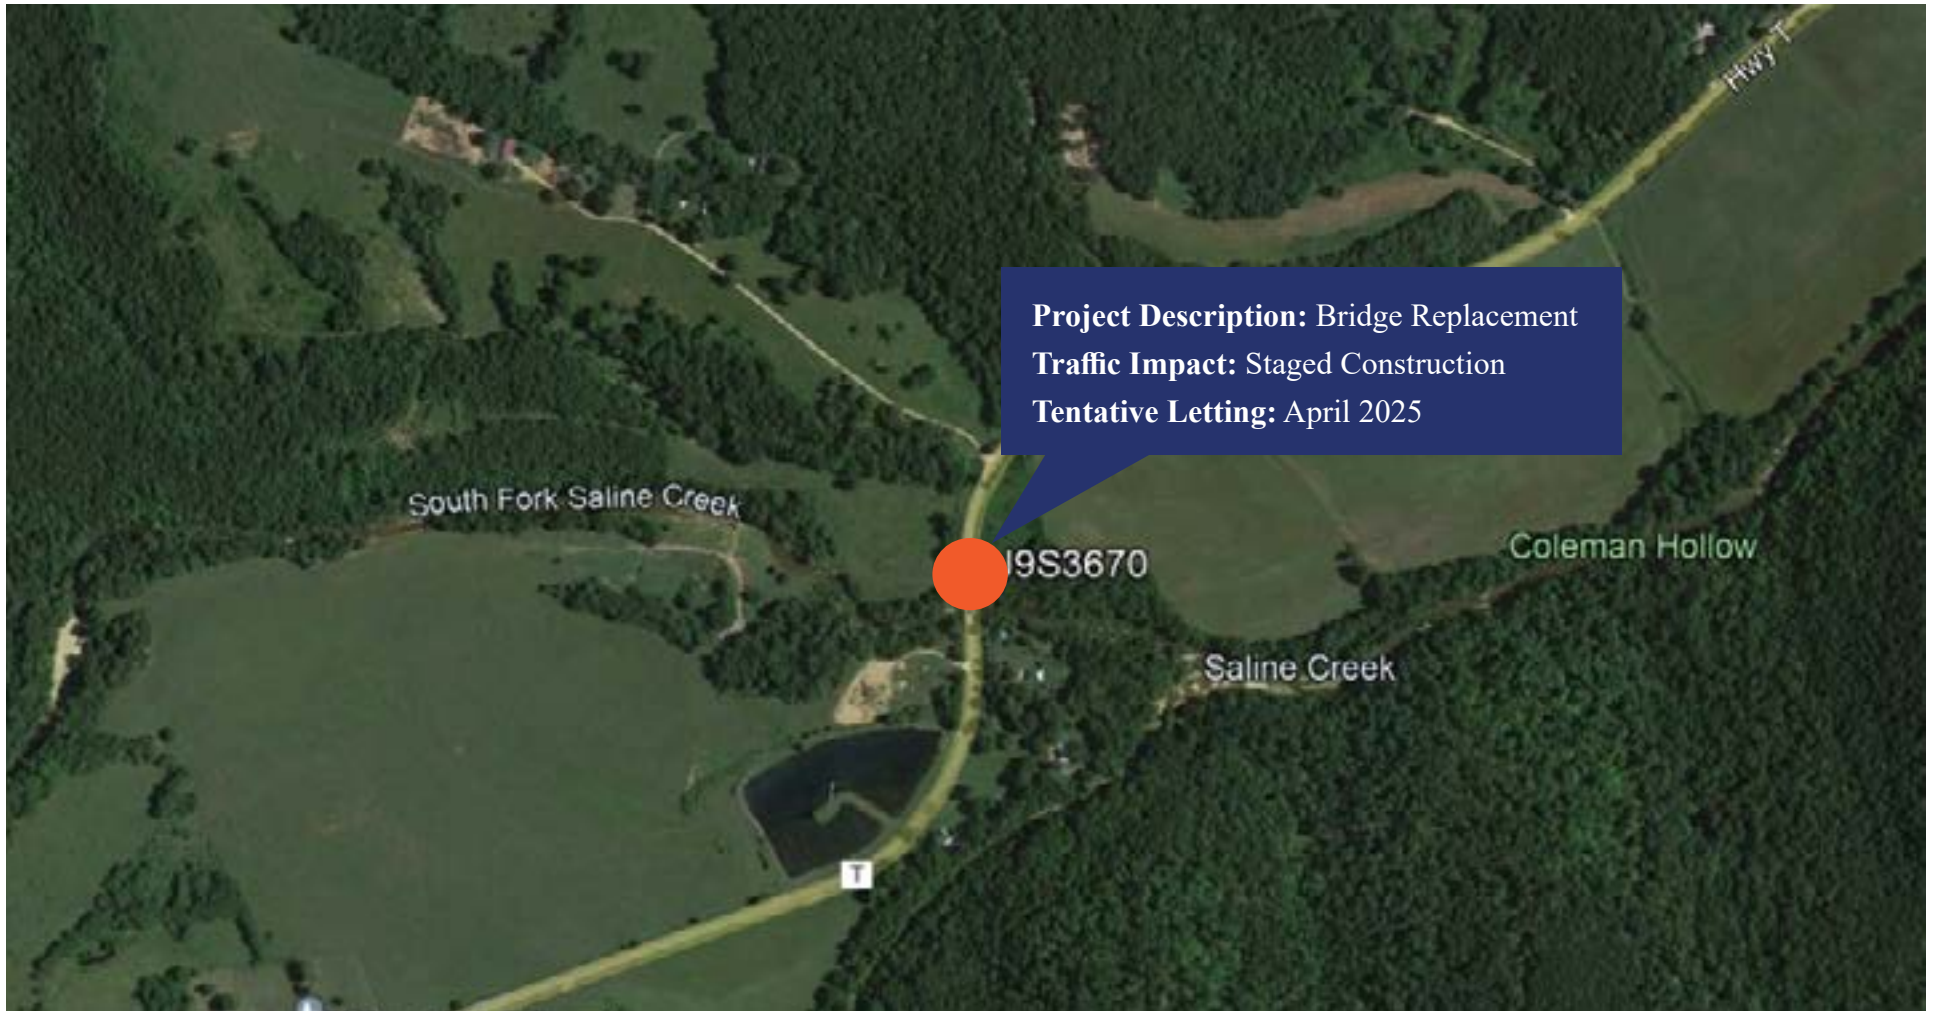 Hwy T
Project Description: Bridge Replacement
Traffic Impact: Staged Construction
Tentative Letting: April 2025
South Fork Saline Creek
J9S3670
Coleman Hollow
Saline Creek
T